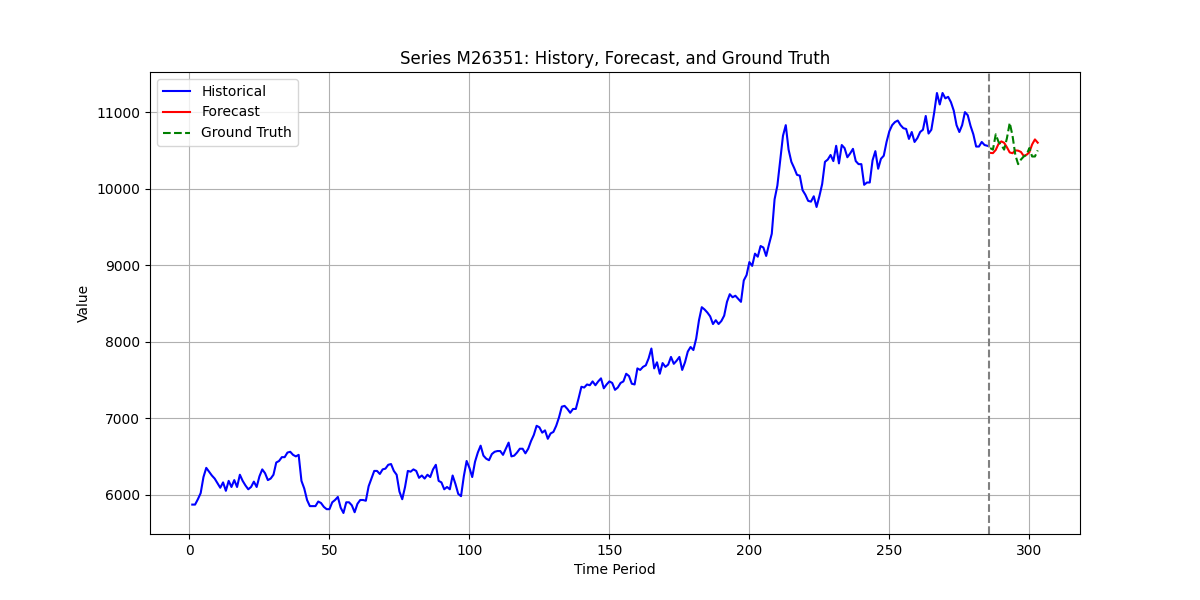 Series M26351: History, Forecast, and Ground Truth
Historical
Forecast
Ground Truth
11000
10000
9000
8000
7000
6000
Value
0 50 100 150 200 250 300
Time Period